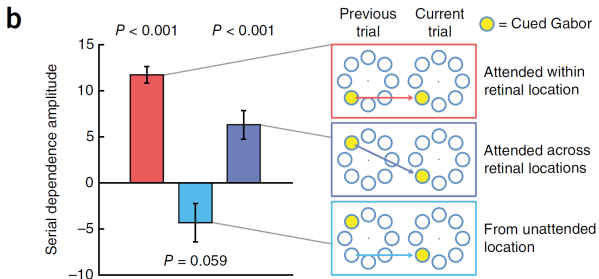 b
P < 0.001
P < 0.001
Previous trial
Current trial
= Cued Gabor
Serial dependence amplitude
15
10
5
0
−5
−10
P = 0.059
Attended within
retinal location
Attended across
retinal locations
From unattended
location